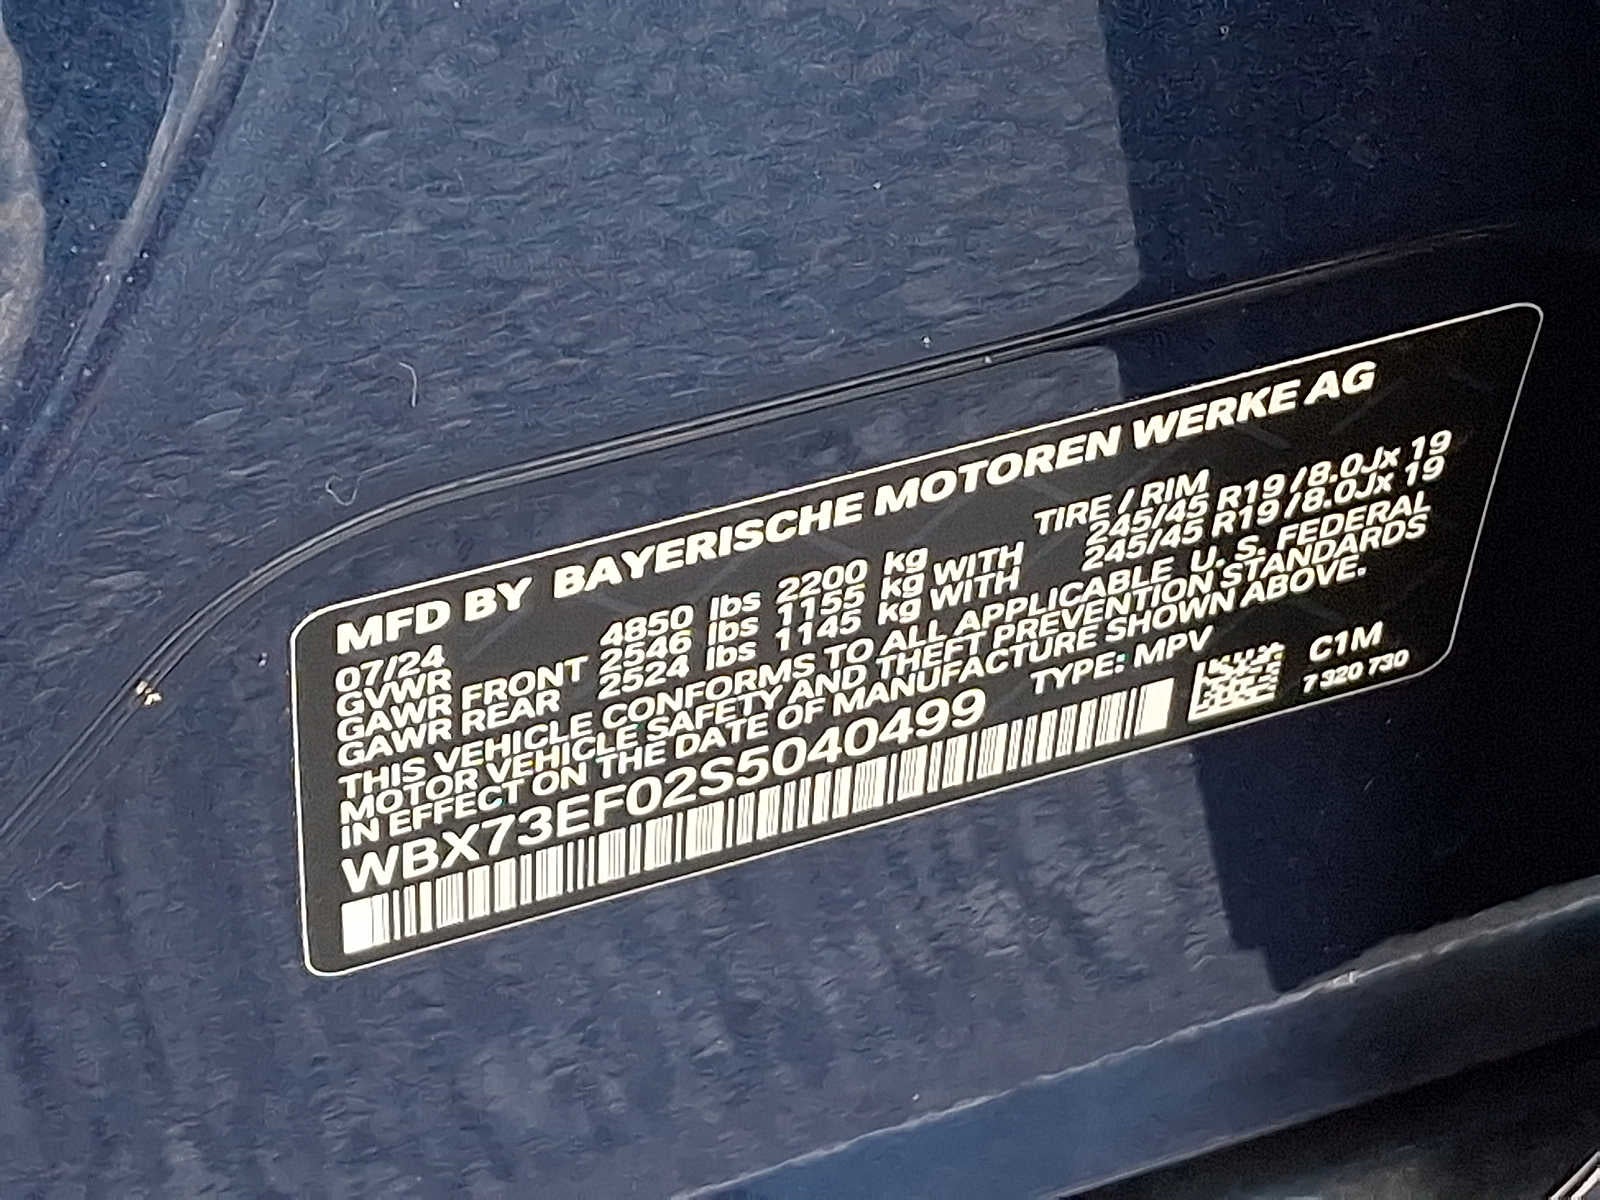 MFD BY BAYERISCHE MOTOREN WERKE AG
07/24 TIRE / RIM
GVWR 4850 lbs 2200 kg
GAWR FRONT 2546 lbs 1155 kg WITH 245/45 R19 / 8.0Jx 19
GAWR REAR 2524 lbs 1145 kg WITH 245/45 R19 / 8.0Jx 19
THIS VEHICLE CONFORMS TO ALL APPLICABLE U. S. FEDERAL
MOTOR VEHICLE SAFETY AND THEFT PREVENTION STANDARDS
IN EFFECT ON THE DATE OF MANUFACTURE SHOWN ABOVE.
WBX73EF02S5040499 TYPE: MPV
C1M
7 320 730